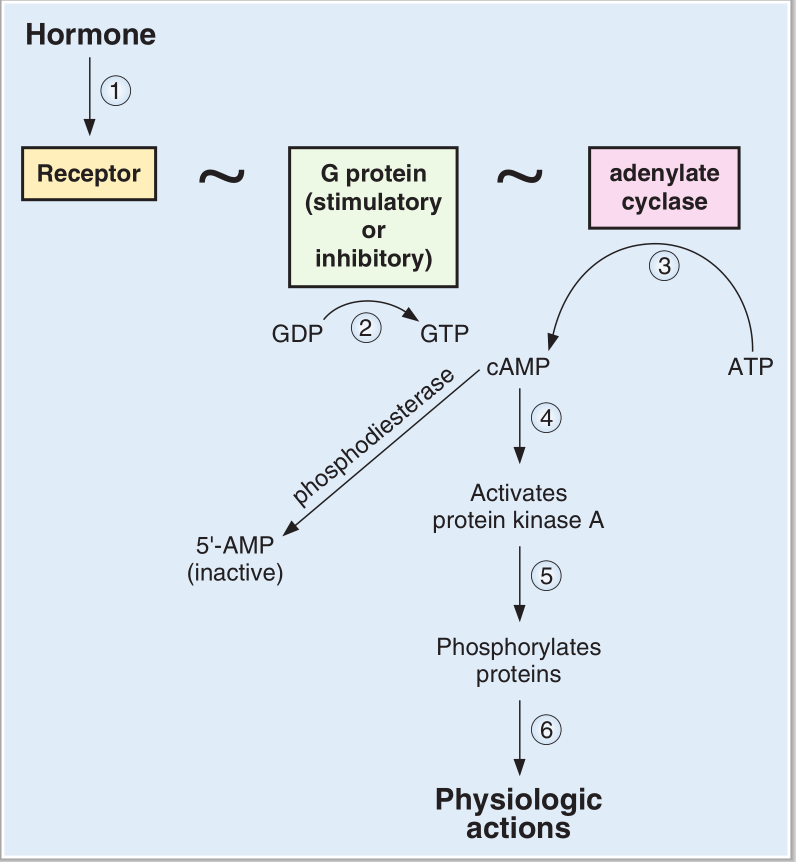 Hormone
1
Receptor
~
G protein
(stimulatory
or
inhibitory)
~
adenylate
cyclase
3
GDP
2
GTP
cAMP
ATP
phosphodiesterase
4
Activates
protein kinase A
5'-AMP
(inactive)
5
Phosphorylates
proteins
6
Physiologic
actions